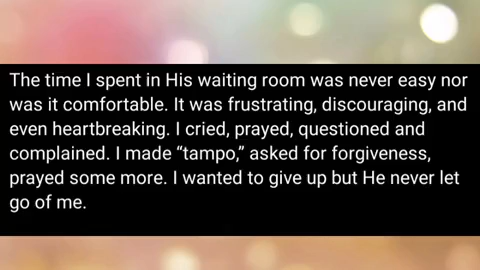 The time I spent in His waiting room was never easy nor
was it comfortable. It was frustrating, discouraging, and
even heartbreaking. I cried, prayed, questioned and
complained. I made “tampo,” asked for forgiveness,
prayed some more. I wanted to give up but He never let
go of me.